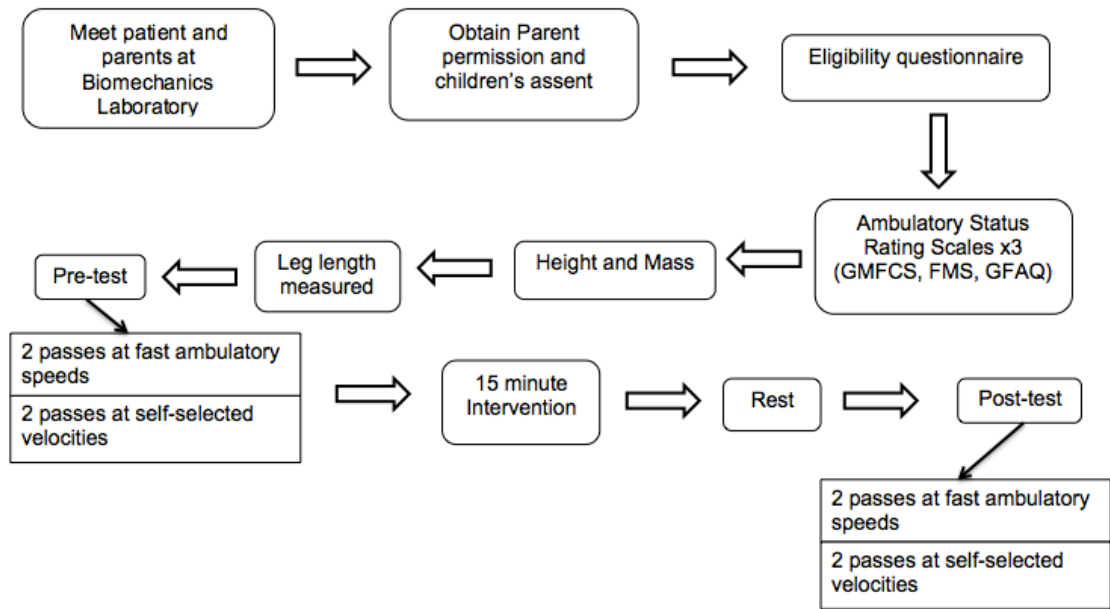 Meet patient and
parents at
Biomechanics
Laboratory
Obtain Parent
permission and
children's assent
Eligibility questionnaire
Ambulatory Status
Rating Scales x3
(GMFCS, FMS, GFAQ)
Height and Mass
Leg length
measured
Pre-test
2 passes at fast ambulatory
speeds
2 passes at self-selected
velocities
15 minute
Intervention
Rest
Post-test
2 passes at fast ambulatory
speeds
2 passes at self-selected
velocities